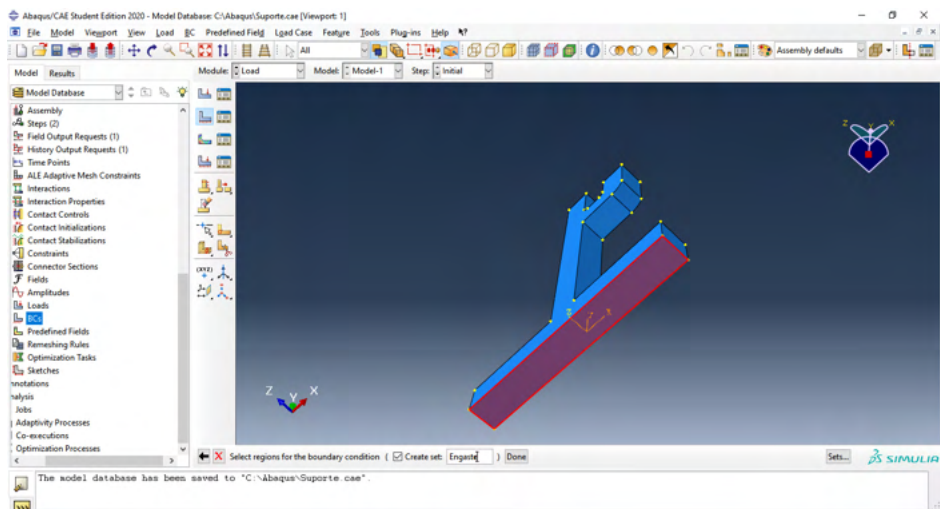 Abaqus/CAE Student Edition 2020 - Model Database: C:\Abaqus\Suporte.cae [Viewport: 1]
File Model Viewport View Load BC Predefined Field Load Case Feature Tools Plug-ins Help
All
Assembly defaults
Model Results
Module: Load Model: Model-1 Step: Initial
Model Database
Assembly
Steps (2)
Field Output Requests (1)
History Output Requests (1)
Time Points
ALE Adaptive Mesh Constraints
Interactions
Interaction Properties
Contact Controls
Contact Initializations
Contact Stabilizations
Constraints
Connector Sections
Fields
Amplitudes
Loads
BCs
Predefined Fields
Remeshing Rules
Optimization Tasks
Sketches
nnotations
nalysis
Jobs
Adaptivity Processes
Co-executions
Optimization Processes
(XYZ)
Z Y X
Z Y X
Select regions for the boundary condition ( Create set: Engaste ) Done
Sets...
SIMULIA
The model database has been saved to "C:\Abaqus\Suporte.cae".
>>>